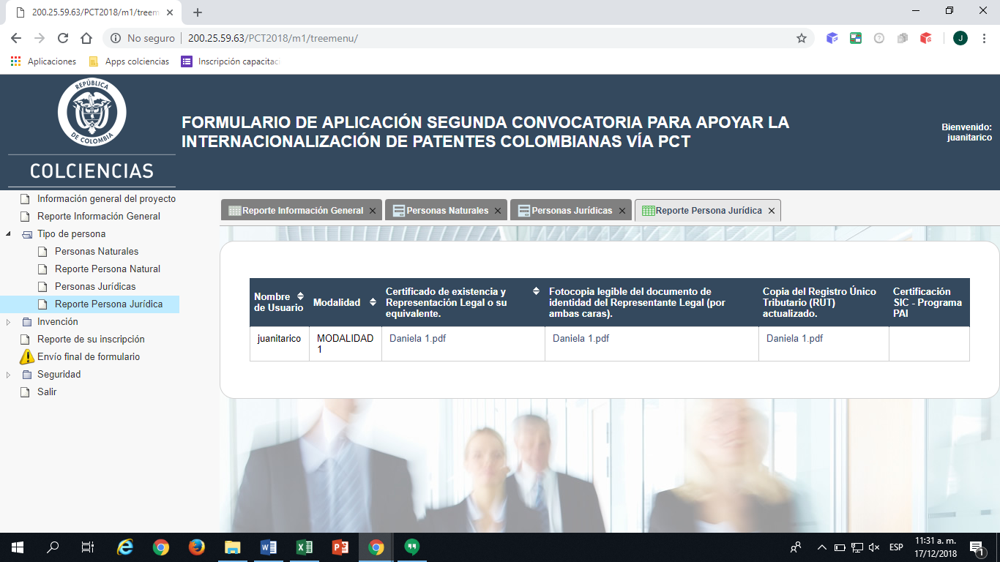 200.25.59.63/PCT2018/m1/treem
No seguro
200.25.59.63/PCT2018/m1/treemenu/
J
Aplicaciones
Apps colciencias
Inscripción capacitaci
REPÚBLICA
DE COLOMBIA
COLCIENCIAS
FORMULARIO DE APLICACIÓN SEGUNDA CONVOCATORIA PARA APOYAR LA
INTERNACIONALIZACIÓN DE PATENTES COLOMBIANAS VÍA PCT
Bienvenido:
juanitarico
Información general del proyecto
Reporte Información General
Tipo de persona
Personas Naturales
Reporte Persona Natural
Personas Jurídicas
Reporte Persona Jurídica
Invención
Reporte de su inscripción
Envío final de formulario
Seguridad
Salir
Reporte Información General
Personas Naturales
Personas Jurídicas
Reporte Persona Jurídica
Nombre
de Usuario
Modalidad
Certificado de existencia y
Representación Legal o su
equivalente.
Fotocopia legible del documento de
identidad del Representante Legal (por
ambas caras).
Copia del Registro Único
Tributario (RUT)
actualizado.
Certificación
SIC - Programa
PAI
juanitarico
MODALIDAD
1
Daniela 1.pdf
Daniela 1.pdf
Daniela 1.pdf
ESP
11:31 a. m.
17/12/2018
1